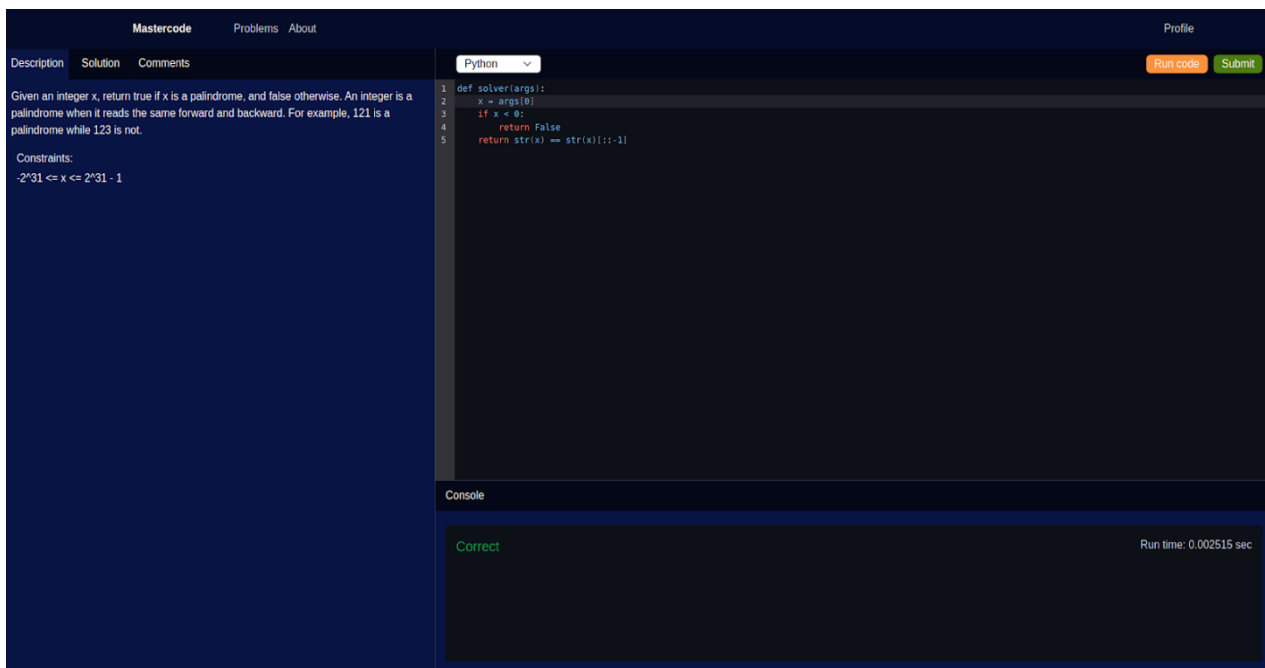 Mastercode Problems About Profile
Description Solution Comments
Given an integer x, return true if x is a palindrome, and false otherwise. An integer is a
palindrome when it reads the same forward and backward. For example, 121 is a
palindrome while 123 is not.
Constraints:
-2^31 <= x <= 2^31 - 1
Python Run code Submit
1 def solver(args):
2 x = args[0]
3 if x < 0:
4 return False
5 return str(x) == str(x)[::-1]
Console
Correct Run time: 0.002515 sec